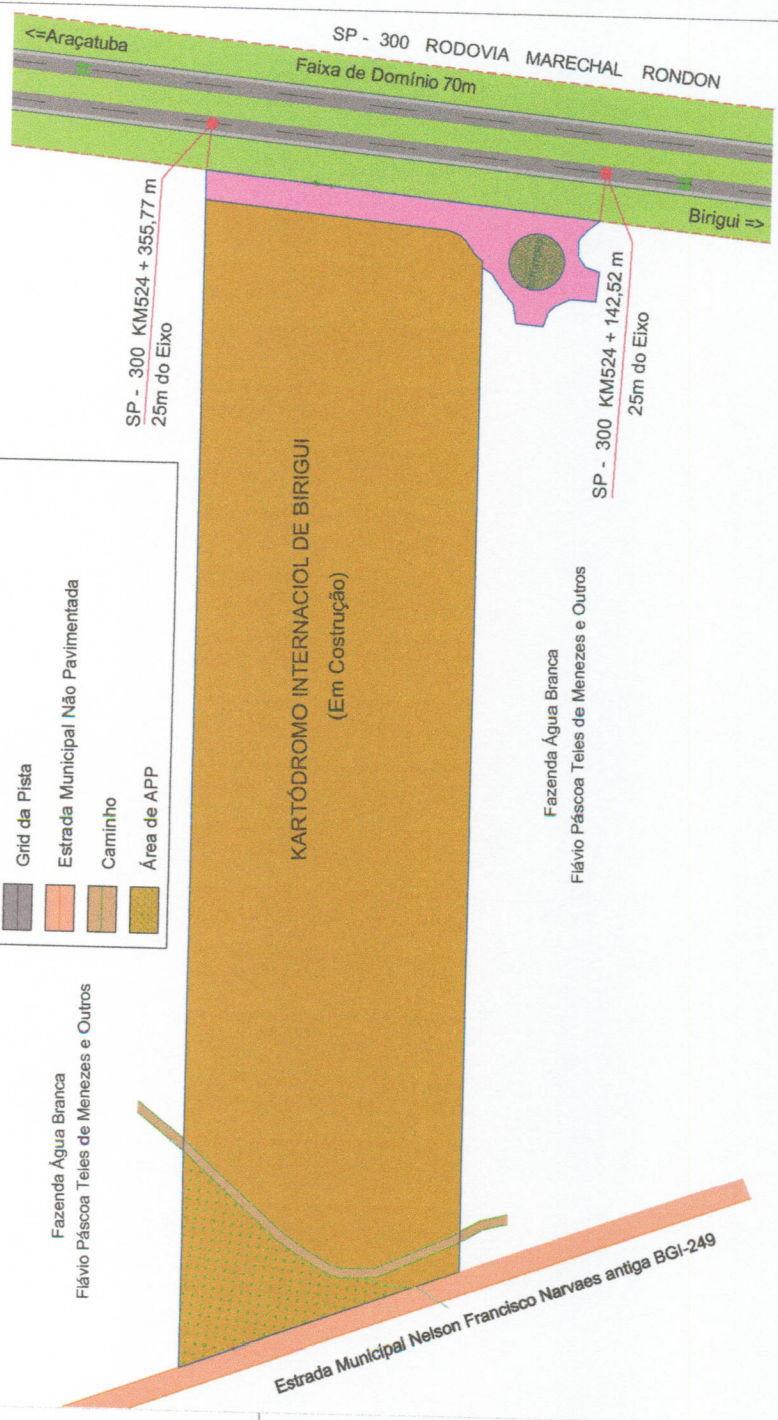 SP - 300 RODOVIA MARECHAL RONDON
<=Araçatuba
Faixa de Domínio 70m
Birigui =>
SP - 300 KM524 + 355,77 m
25m do Eixo
SP - 300 KM524 + 142,52 m
25m do Eixo
Grid da Pista
Estrada Municipal Não Pavimentada
Caminho
Área de APP
KARTÓDROMO INTERNACIOL DE BIRIGUI
(Em Costrução)
Fazenda Água Branca
Flávio Páscoa Teles de Menezes e Outros
Fazenda Água Branca
Flávio Páscoa Teles de Menezes e Outros
Estrada Municipal Nelson Francisco Narvaes antiga BGI-249